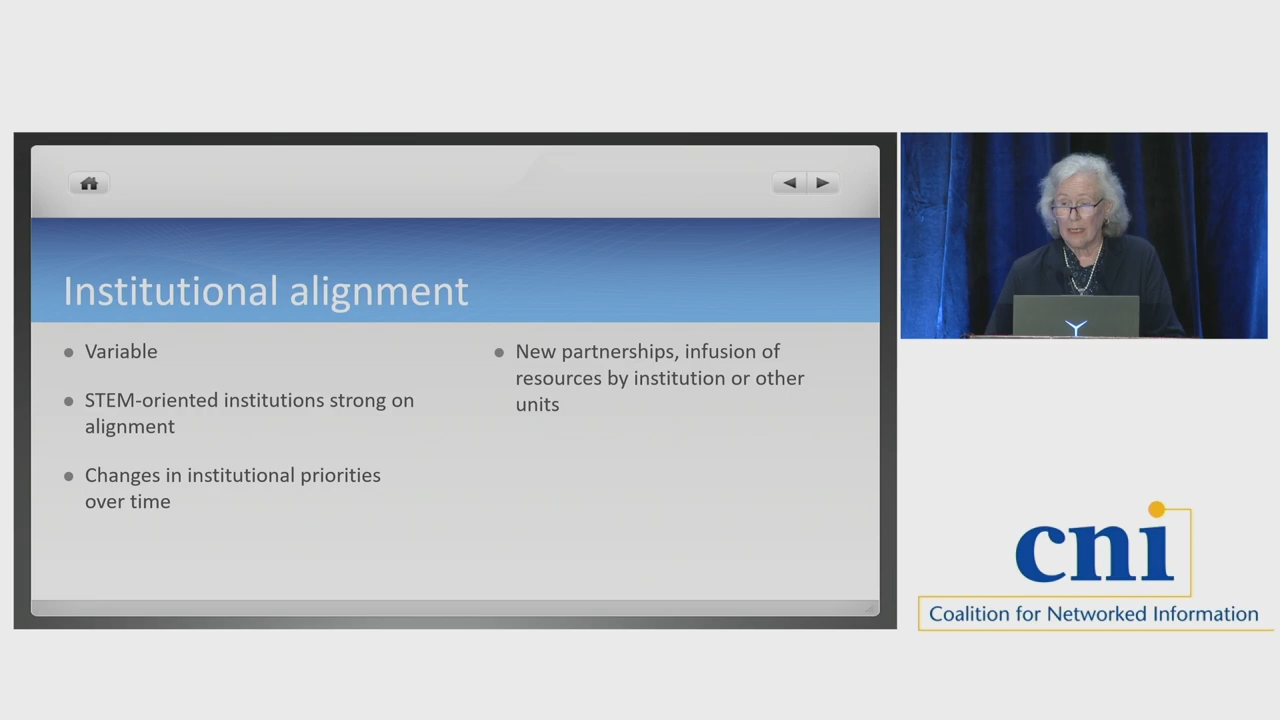 Institutional alignment
• Variable
• STEM-oriented institutions strong on
alignment
• Changes in institutional priorities
over time
• New partnerships, infusion of
resources by institution or other
units
cni
Coalition for Networked Information